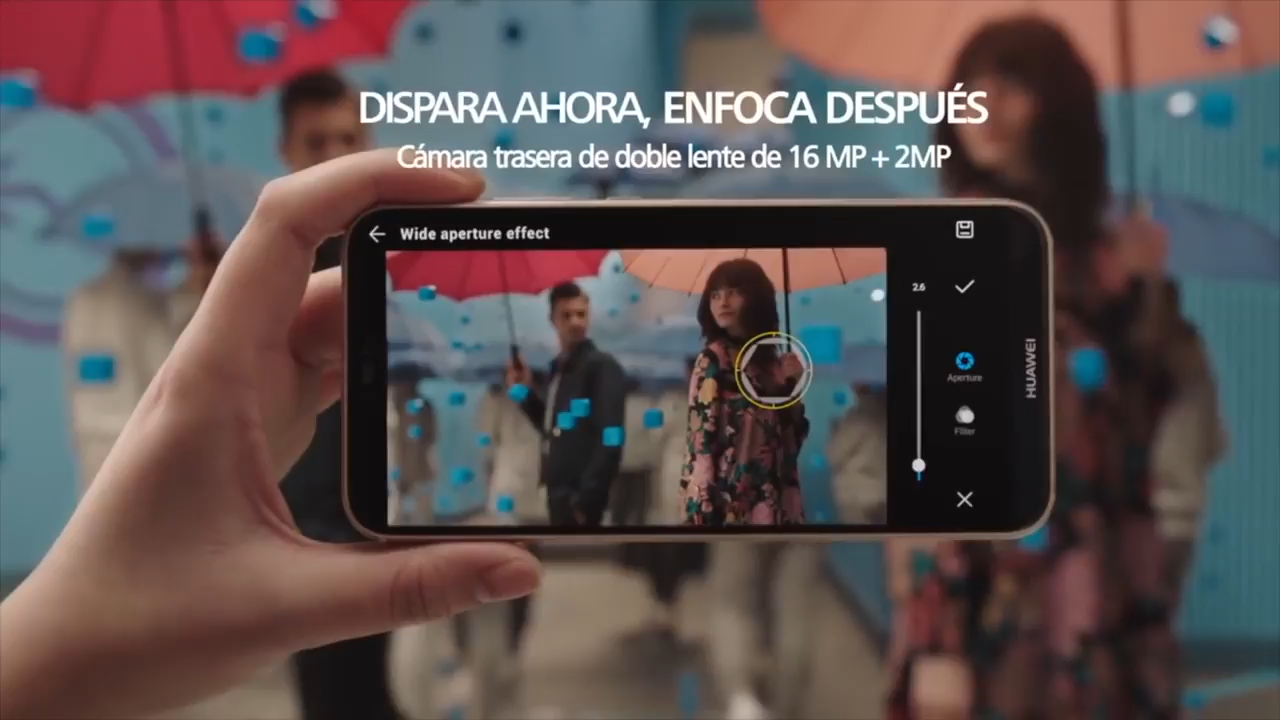 DISPARA AHORA, ENFOCA DESPUÉS
Cámara trasera de doble lente de 16 MP + 2MP
Wide aperture effect
2.6
Aperture
Filter
HUAWEI